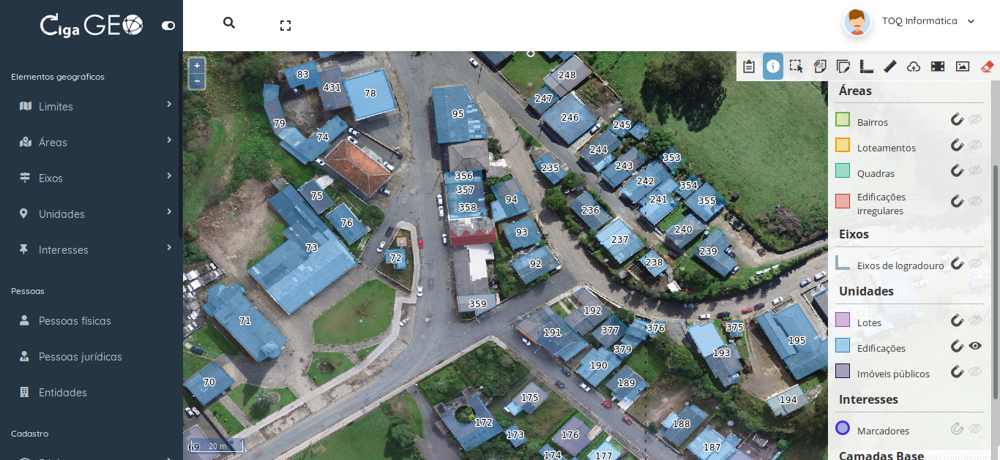 Ciga GEO
TOQ Informática
Elementos geográficos
Limites
Áreas
Eixos
Unidades
Interesses
Pessoas
Pessoas físicas
Pessoas jurídicas
Entidades
Cadastro
+
−
83
431
78
79
74
95
248
247
246
245
244
243
353
242
354
241
355
235
356
357
358
94
236
75
76
73
93
237
240
239
238
72
92
359
71
192
191
377
376
375
379
193
195
190
189
194
70
175
172
173
176
188
187
174
177
69
20 m
Áreas
Bairros
Loteamentos
Quadras
Edificações
irregulares
Eixos
Eixos de logradouro
Unidades
Lotes
Edificações
Imóveis públicos
Interesses
Marcadores
Camadas Base